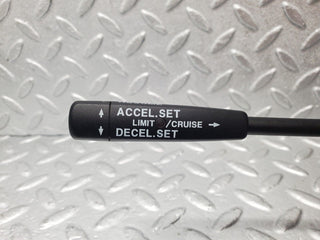 ACCEL.SET
LIMIT /CRUISE →
DECEL.SET